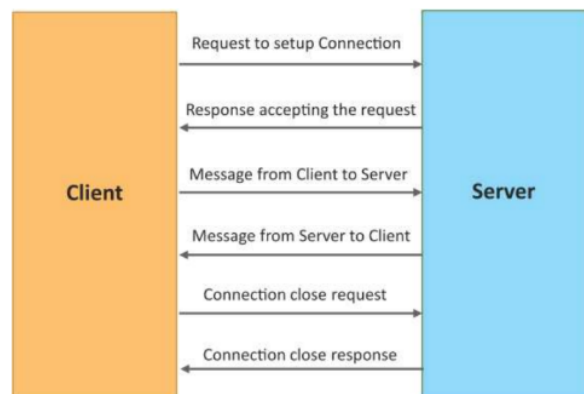 Request to setup Connection
Response accepting the request
Message from Client to Server
Client
Server
Message from Server to Client
Connection close request
Connection close response